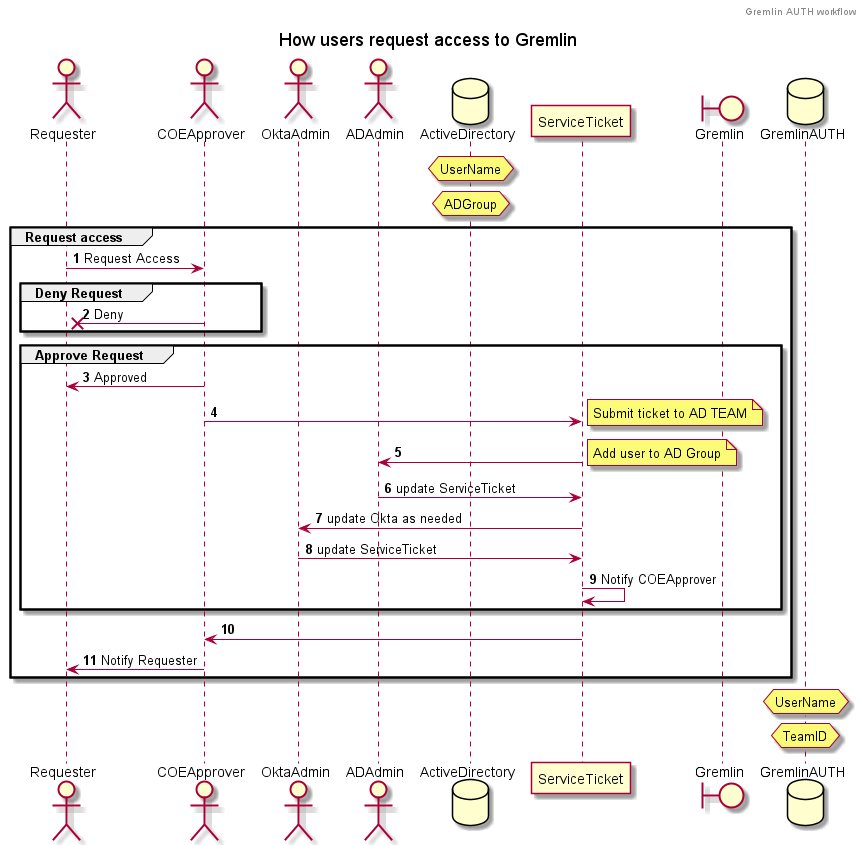 Gremlin AUTH workflow
How users request access to Gremlin
Requester COEApprover OktaAdmin ADAdmin ActiveDirectory ServiceTicket Gremlin GremlinAUTH
UserName
ADGroup
Request access
1 Request Access
Deny Request
2 Deny
Approve Request
3 Approved
4
Submit ticket to AD TEAM
5
Add user to AD Group
6 update ServiceTicket
7 update Okta as needed
8 update ServiceTicket
9 Notify COEApprover
10
11 Notify Requester
UserName
TeamID
Requester COEApprover OktaAdmin ADAdmin ActiveDirectory ServiceTicket Gremlin GremlinAUTH